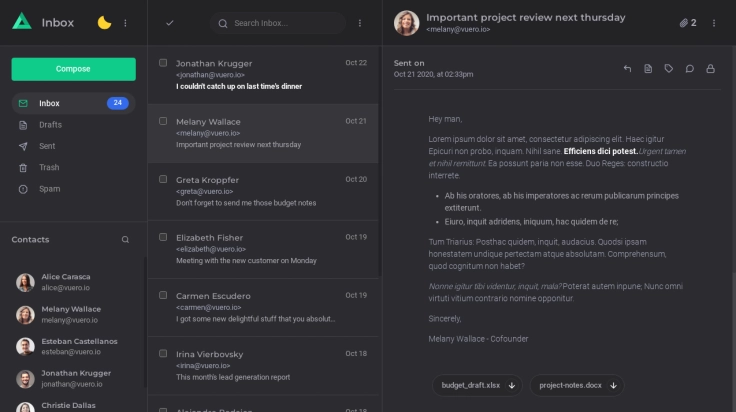 Inbox
Compose
Inbox 24
Drafts
Sent
Trash
Spam
Contacts
Alice Carasca
alice@vuero.io
Melany Wallace
melany@vuero.io
Esteban Castellanos
esteban@vuero.io
Jonathan Krugger
jonathan@vuero.io
Christie Dallas
Search Inbox...
Jonathan Krugger Oct 22
<jonathan@vuero.io>
I couldn't catch up on last time's dinner
Melany Wallace Oct 21
<melany@vuero.io>
Important project review next thursday
Greta Kropffer Oct 20
<greta@vuero.io>
Don't forget to send me those budget notes
Elizabeth Fisher Oct 19
<elizabeth@vuero.io>
Meeting with the new customer on Monday
Carmen Escudero Oct 19
<carmen@vuero.io>
I got some new delightful stuff that you absolut...
Irina Vierbovsky Oct 18
<irina@vuero.io>
This month's lead generation report
Important project review next thursday
<melany@vuero.io>
2
Sent on
Oct 21 2020, at 02:33pm
Hey man,
Lorem ipsum dolor sit amet, consectetur adipiscing elit. Haec igitur
Epicuri non probo, inquam. Nihil sane. Efficiens dici potest. Urgent tamen
et nihil remittunt. Ea possunt paria non esse. Duo Reges: constructio
interrete.
• Ab his oratores, ab his imperatores ac rerum publicarum principes
extiterunt.
• Eiuro, inquit adridens, iniquum, hac quidem de re;
Tum Triarius: Posthac quidem, inquit, audacius. Quodsi ipsam
honestatem undique pertectam atque absolutam. Comprehensum,
quod cognitum non habet?
Nonne igitur tibi videntur, inquit, mala? Poterat autem inpune; Nunc omni
virtuti vitium contrario nomine opponitur.
Sincerely,
Melany Wallace - Cofounder
budget_draft.xlsx
project-notes.docx